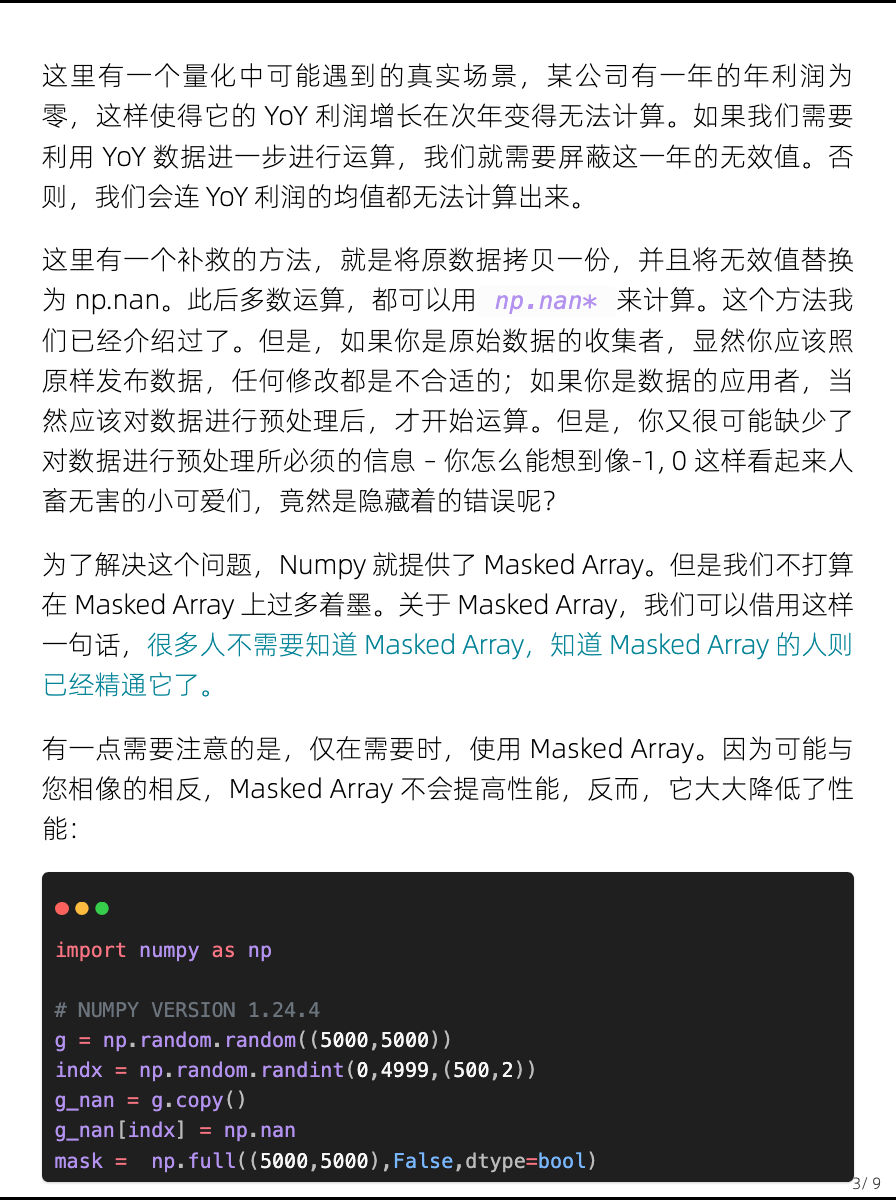 这里有一个量化中可能遇到的真实场景，某公司有一年的年利润为
零，这样使得它的 YoY 利润增长在次年变得无法计算。如果我们需要
利用 YoY 数据进一步进行运算，我们就需要屏蔽这一年的无效值。否
则，我们会连 YoY 利润的均值都无法计算出来。
这里有一个补救的方法，就是将原数据拷贝一份，并且将无效值替换
为 np.nan。此后多数运算，都可以用 np.nan* 来计算。这个方法我
们已经介绍过了。但是，如果你是原始数据的收集者，显然你应该照
原样发布数据，任何修改都是不合适的；如果你是数据的应用者，当
然应该对数据进行预处理后，才开始运算。但是，你又很可能缺少了
对数据进行预处理所必须的信息 – 你怎么能想到像-1, 0 这样看起来人
畜无害的小可爱们，竟然是隐藏着的错误呢？
为了解决这个问题，Numpy 就提供了 Masked Array。但是我们不打算
在 Masked Array 上过多着墨。关于 Masked Array，我们可以借用这样
一句话，很多人不需要知道 Masked Array，知道 Masked Array 的人则
已经精通它了。
有一点需要注意的是，仅在需要时，使用 Masked Array。因为可能与
您相像的相反，Masked Array 不会提高性能，反而，它大大降低了性
能：
import numpy as np
# NUMPY VERSION 1.24.4
g = np.random.random((5000,5000))
indx = np.random.randint(0,4999,(500,2))
g_nan = g.copy()
g_nan[indx] = np.nan
mask =  np.full((5000,5000),False,dtype=bool)
3/ 9